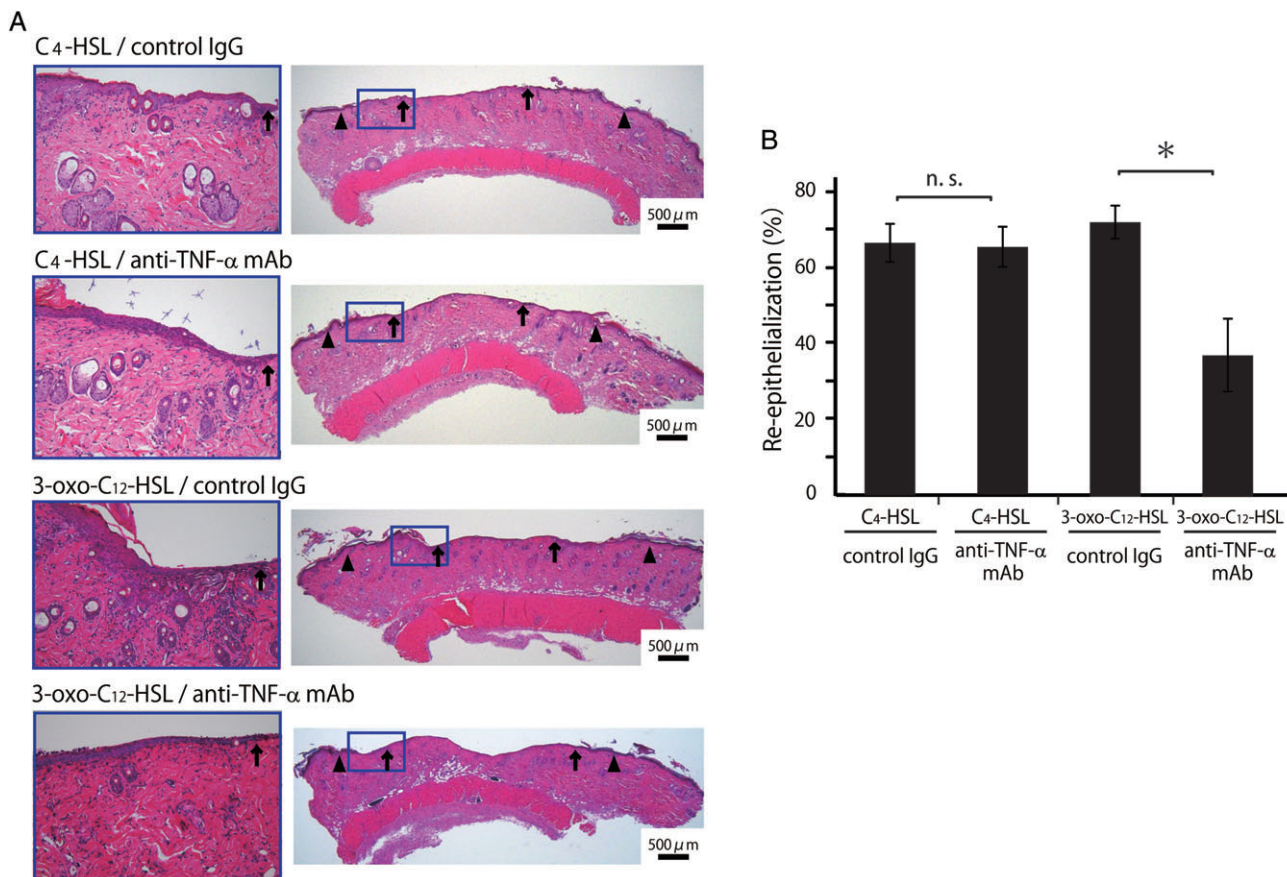 A
C4-HSL / control IgG
500 μm
C4-HSL / anti-TNF-α mAb
500 μm
3-oxo-C12-HSL / control IgG
500 μm
3-oxo-C12-HSL / anti-TNF-α mAb
500 μm
B
Re-epithelialization (%)
80
60
40
20
0
n. s.
*
C4-HSL
control IgG
C4-HSL
anti-TNF-α
mAb
3-oxo-C12-HSL
control IgG
3-oxo-C12-HSL
anti-TNF-α
mAb